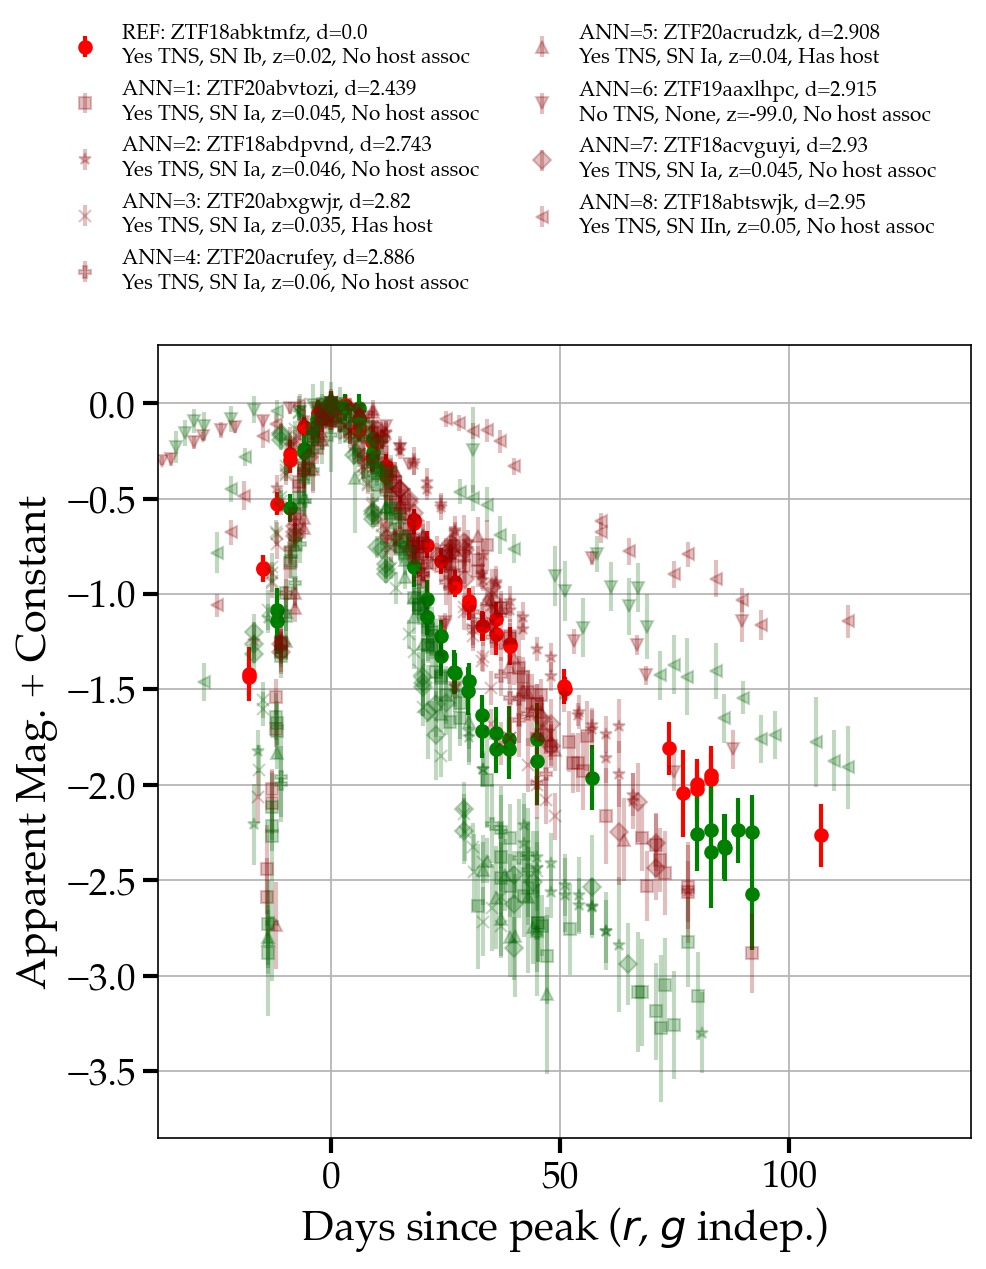 REF: ZTF18abktmfz, d=0.0
Yes TNS, SN Ib, z=0.02, No host assoc
ANN=1: ZTF20abvtozi, d=2.439
Yes TNS, SN Ia, z=0.045, No host assoc
ANN=2: ZTF18abdpvnd, d=2.743
Yes TNS, SN Ia, z=0.046, No host assoc
ANN=3: ZTF20abxgwjr, d=2.82
Yes TNS, SN Ia, z=0.035, Has host
ANN=4: ZTF20acrufey, d=2.886
Yes TNS, SN Ia, z=0.06, No host assoc
ANN=5: ZTF20acrudzk, d=2.908
Yes TNS, SN Ia, z=0.04, Has host
ANN=6: ZTF19aaxlhpc, d=2.915
No TNS, None, z=-99.0, No host assoc
ANN=7: ZTF18acvguyi, d=2.93
Yes TNS, SN Ia, z=0.045, No host assoc
ANN=8: ZTF18abtswjk, d=2.95
Yes TNS, SN IIn, z=0.05, No host assoc
Apparent Mag. + Constant
0.0
−0.5
−1.0
−1.5
−2.0
−2.5
−3.0
−3.5
0
50
100
Days since peak (r, g indep.)